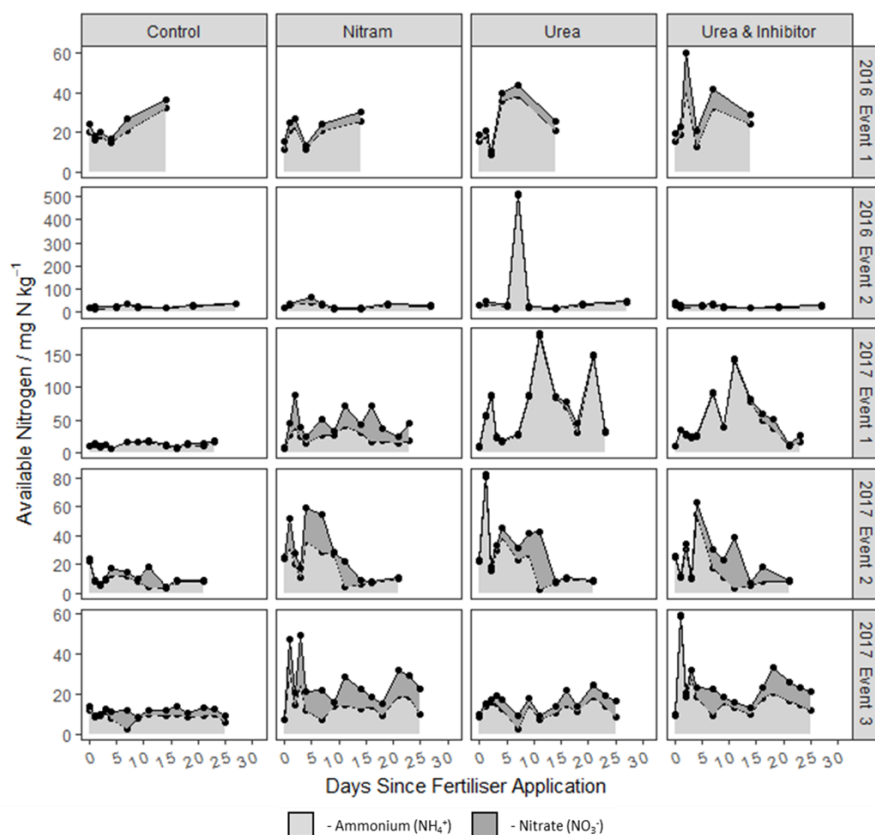 Control Nitram Urea Urea & Inhibitor
Available Nitrogen / mg N kg⁻¹
60
40
20
0
2016 Event 1
500
400
300
200
100
0
2016 Event 2
150
100
50
0
2017 Event 1
80
60
40
20
0
2017 Event 2
60
40
20
0
2017 Event 3
0 5 10 15 20 25 30 0 5 10 15 20 25 30 0 5 10 15 20 25 30 0 5 10 15 20 25 30
Days Since Fertiliser Application
- Ammonium (NH₄⁺) - Nitrate (NO₃⁻)